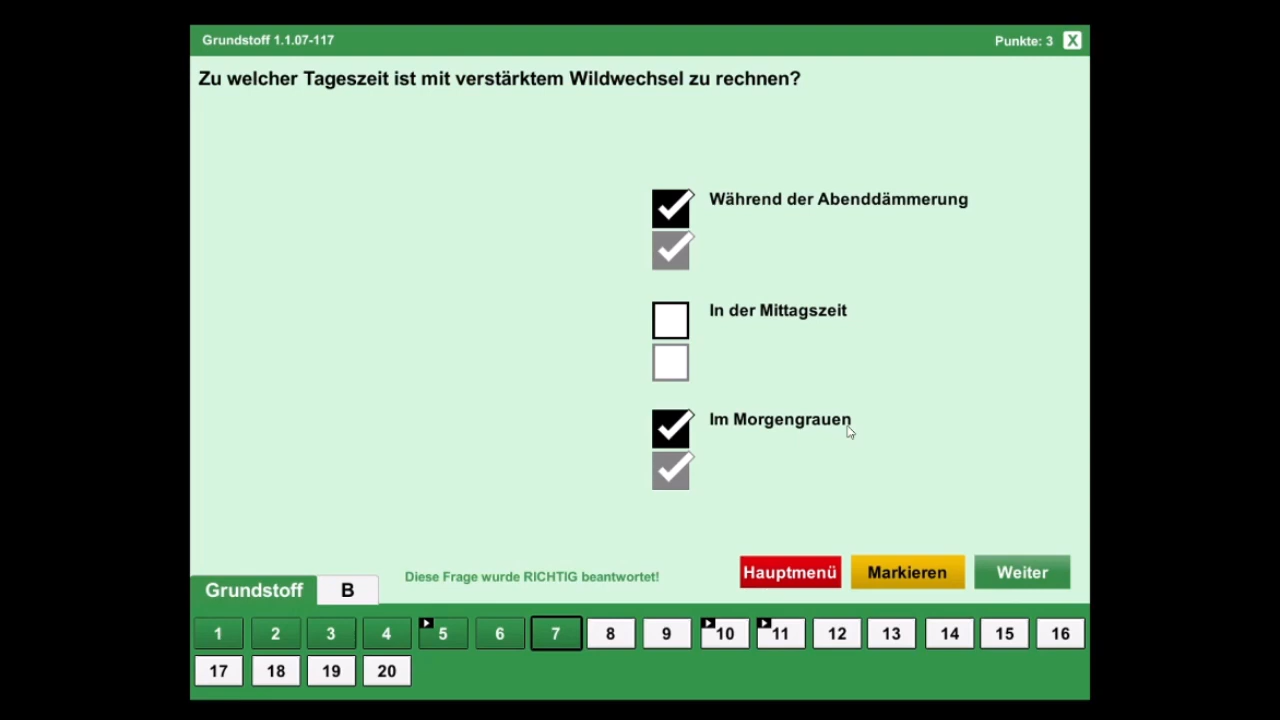 Grundstoff 1.1.07-117
Punkte: 3 X
Zu welcher Tageszeit ist mit verstärktem Wildwechsel zu rechnen?
Während der Abenddämmerung
In der Mittagszeit
Im Morgengrauen
Diese Frage wurde RICHTIG beantwortet!
Hauptmenü Markieren Weiter
Grundstoff B
1 2 3 4 5 6 7 8 9 10 11 12 13 14 15 16
17 18 19 20